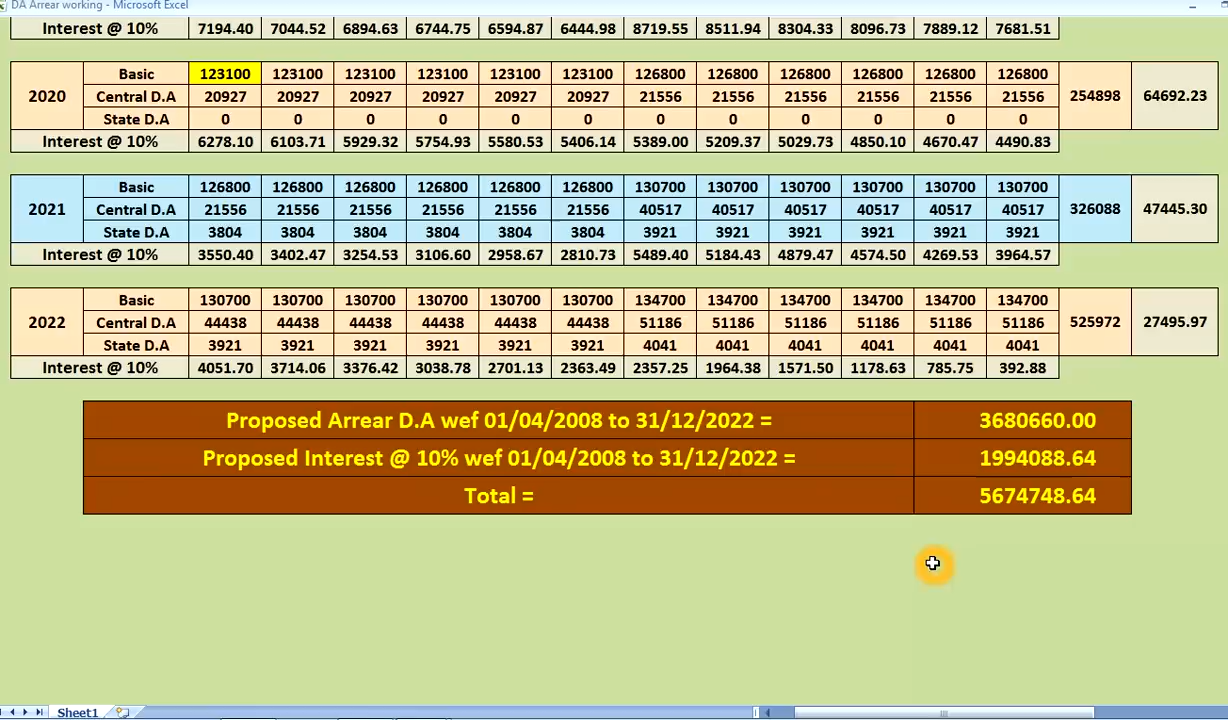 DA Arrear working - Microsoft Excel
Interest @ 10% 7194.40 7044.52 6894.63 6744.75 6594.87 6444.98 8719.55 8511.94 8304.33 8096.73 7889.12 7681.51
Basic 123100 123100 123100 123100 123100 123100 126800 126800 126800 126800 126800 126800
2020 Central D.A 20927 20927 20927 20927 20927 20927 21556 21556 21556 21556 21556 21556 254898 64692.23
State D.A 0 0 0 0 0 0 0 0 0 0 0 0
Interest @ 10% 6278.10 6103.71 5929.32 5754.93 5580.53 5406.14 5389.00 5209.37 5029.73 4850.10 4670.47 4490.83
Basic 126800 126800 126800 126800 126800 126800 130700 130700 130700 130700 130700 130700
2021 Central D.A 21556 21556 21556 21556 21556 21556 40517 40517 40517 40517 40517 40517 326088 47445.30
State D.A 3804 3804 3804 3804 3804 3804 3921 3921 3921 3921 3921 3921
Interest @ 10% 3550.40 3402.47 3254.53 3106.60 2958.67 2810.73 5489.40 5184.43 4879.47 4574.50 4269.53 3964.57
Basic 130700 130700 130700 130700 130700 130700 134700 134700 134700 134700 134700 134700
2022 Central D.A 44438 44438 44438 44438 44438 44438 51186 51186 51186 51186 51186 51186 525972 27495.97
State D.A 3921 3921 3921 3921 3921 3921 4041 4041 4041 4041 4041 4041
Interest @ 10% 4051.70 3714.06 3376.42 3038.78 2701.13 2363.49 2357.25 1964.38 1571.50 1178.63 785.75 392.88
Proposed Arrear D.A wef 01/04/2008 to 31/12/2022 = 3680660.00
Proposed Interest @ 10% wef 01/04/2008 to 31/12/2022 = 1994088.64
Total = 5674748.64
Sheet1